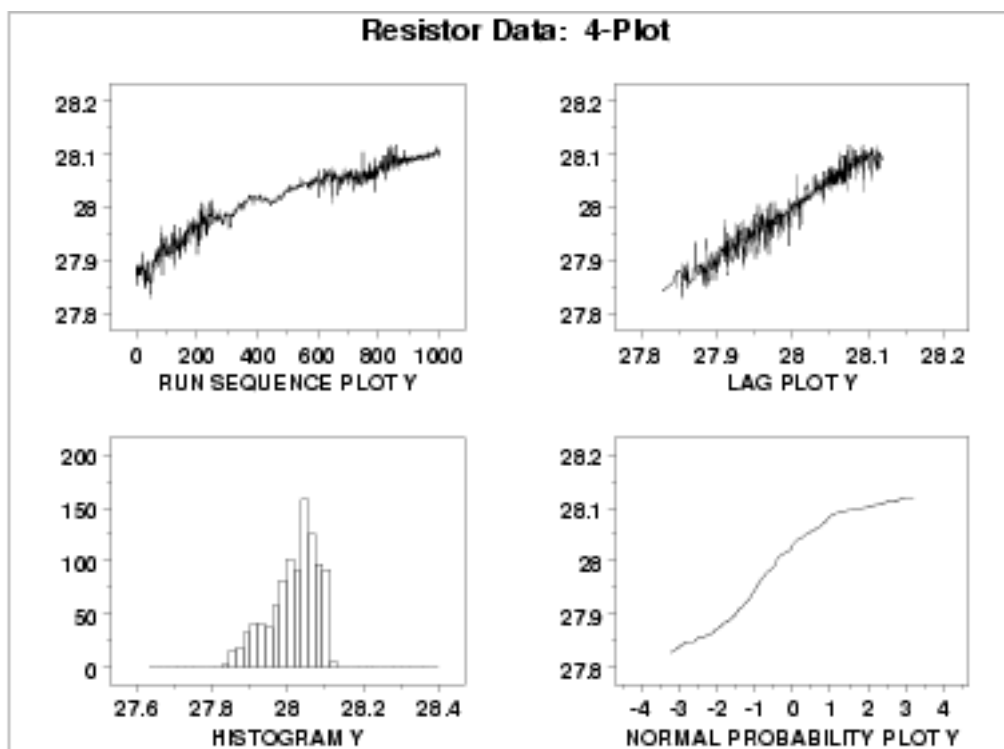 Resistor Data: 4-Plot
28.2
28.1
28
27.9
27.8
0 200 400 600 800 1000
RUN SEQUENCE PLOT Y
28.2
28.1
28
27.9
27.8
27.8 27.9 28 28.1 28.2
LAG PLOT Y
200
150
100
50
0
27.6 27.8 28 28.2 28.4
HISTOGRAM Y
28.2
28.1
28
27.9
27.8
-4 -3 -2 -1 0 1 2 3 4
NORMAL PROBABILITY PLOT Y